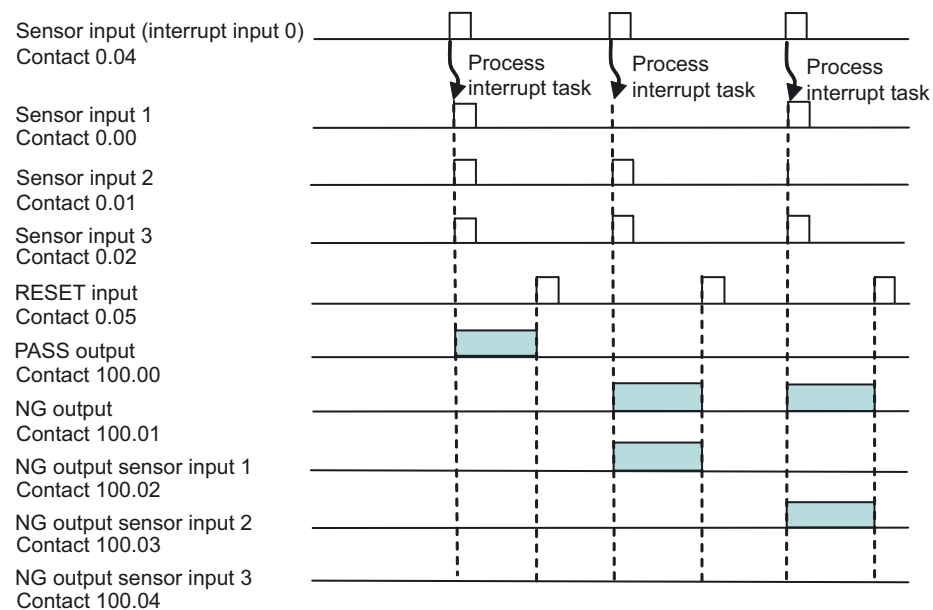 Sensor input (interrupt input 0)
Contact 0.04
Process
interrupt task
Process
interrupt task
Process
interrupt task
Sensor input 1
Contact 0.00
Sensor input 2
Contact 0.01
Sensor input 3
Contact 0.02
RESET input
Contact 0.05
PASS output
Contact 100.00
NG output
Contact 100.01
NG output sensor input 1
Contact 100.02
NG output sensor input 2
Contact 100.03
NG output sensor input 3
Contact 100.04